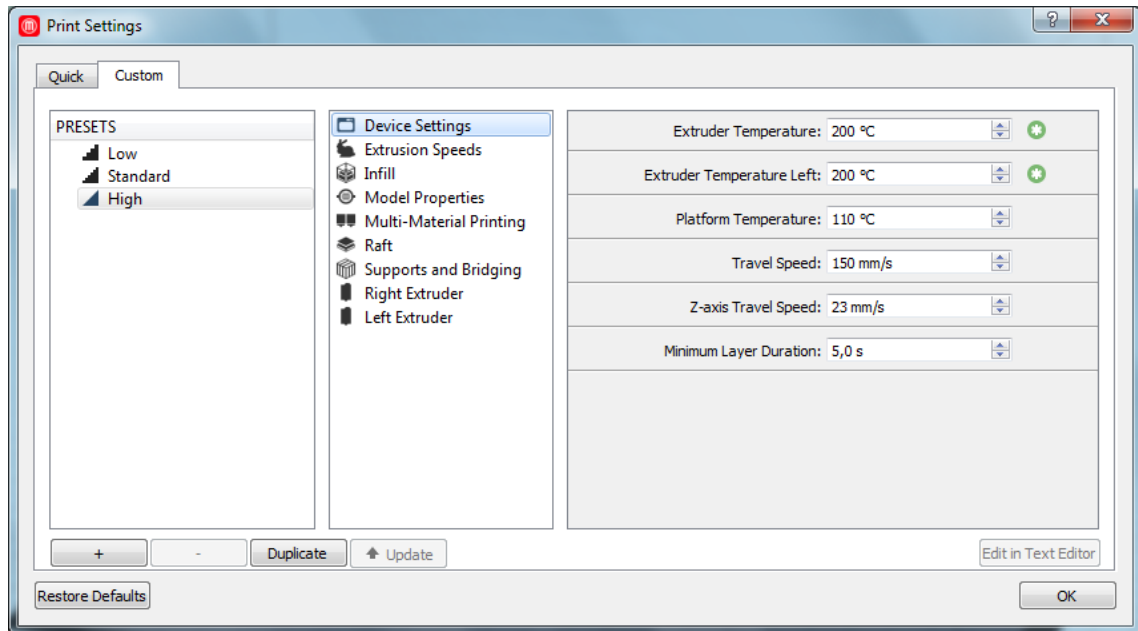 Print Settings
Quick
Custom
PRESETS
Low
Standard
High
Device Settings
Extrusion Speeds
Infill
Model Properties
Multi-Material Printing
Raft
Supports and Bridging
Right Extruder
Left Extruder
Extruder Temperature: 200 ºC
Extruder Temperature Left: 200 ºC
Platform Temperature: 110 ºC
Travel Speed: 150 mm/s
Z-axis Travel Speed: 23 mm/s
Minimum Layer Duration: 5,0 s
+
-
Duplicate
Update
Edit in Text Editor
Restore Defaults
OK